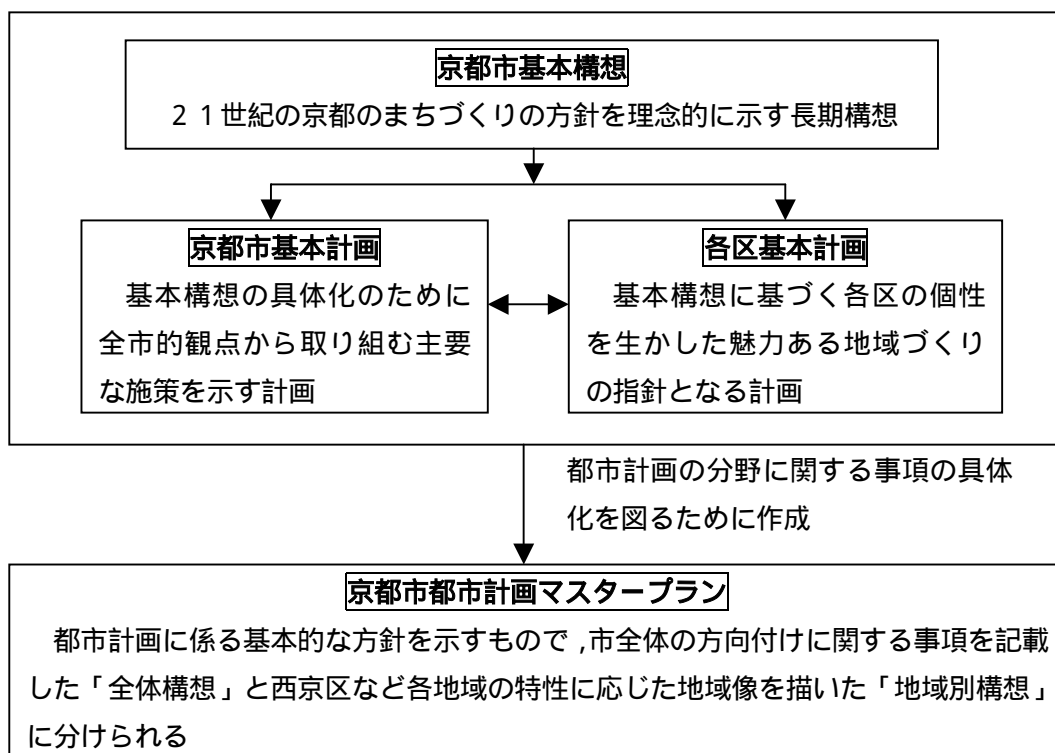 京都市基本構想
21世紀の京都のまちづくりの方針を理念的に示す長期構想
京都市基本計画
基本構想の具体化のために
全市的観点から取り組む主要
な施策を示す計画
各区基本計画
基本構想に基づく各区の個性
を生かした魅力ある地域づくり
の指針となる計画
都市計画の分野に関する事項の具体
化を図るために作成
京都市都市計画マスタープラン
都市計画に係る基本的な方針を示すもので,市全体の方向付けに関する事項を記載
した「全体構想」と西京区など各地域の特性に応じた地域像を描いた「地域別構想」
に分けられる